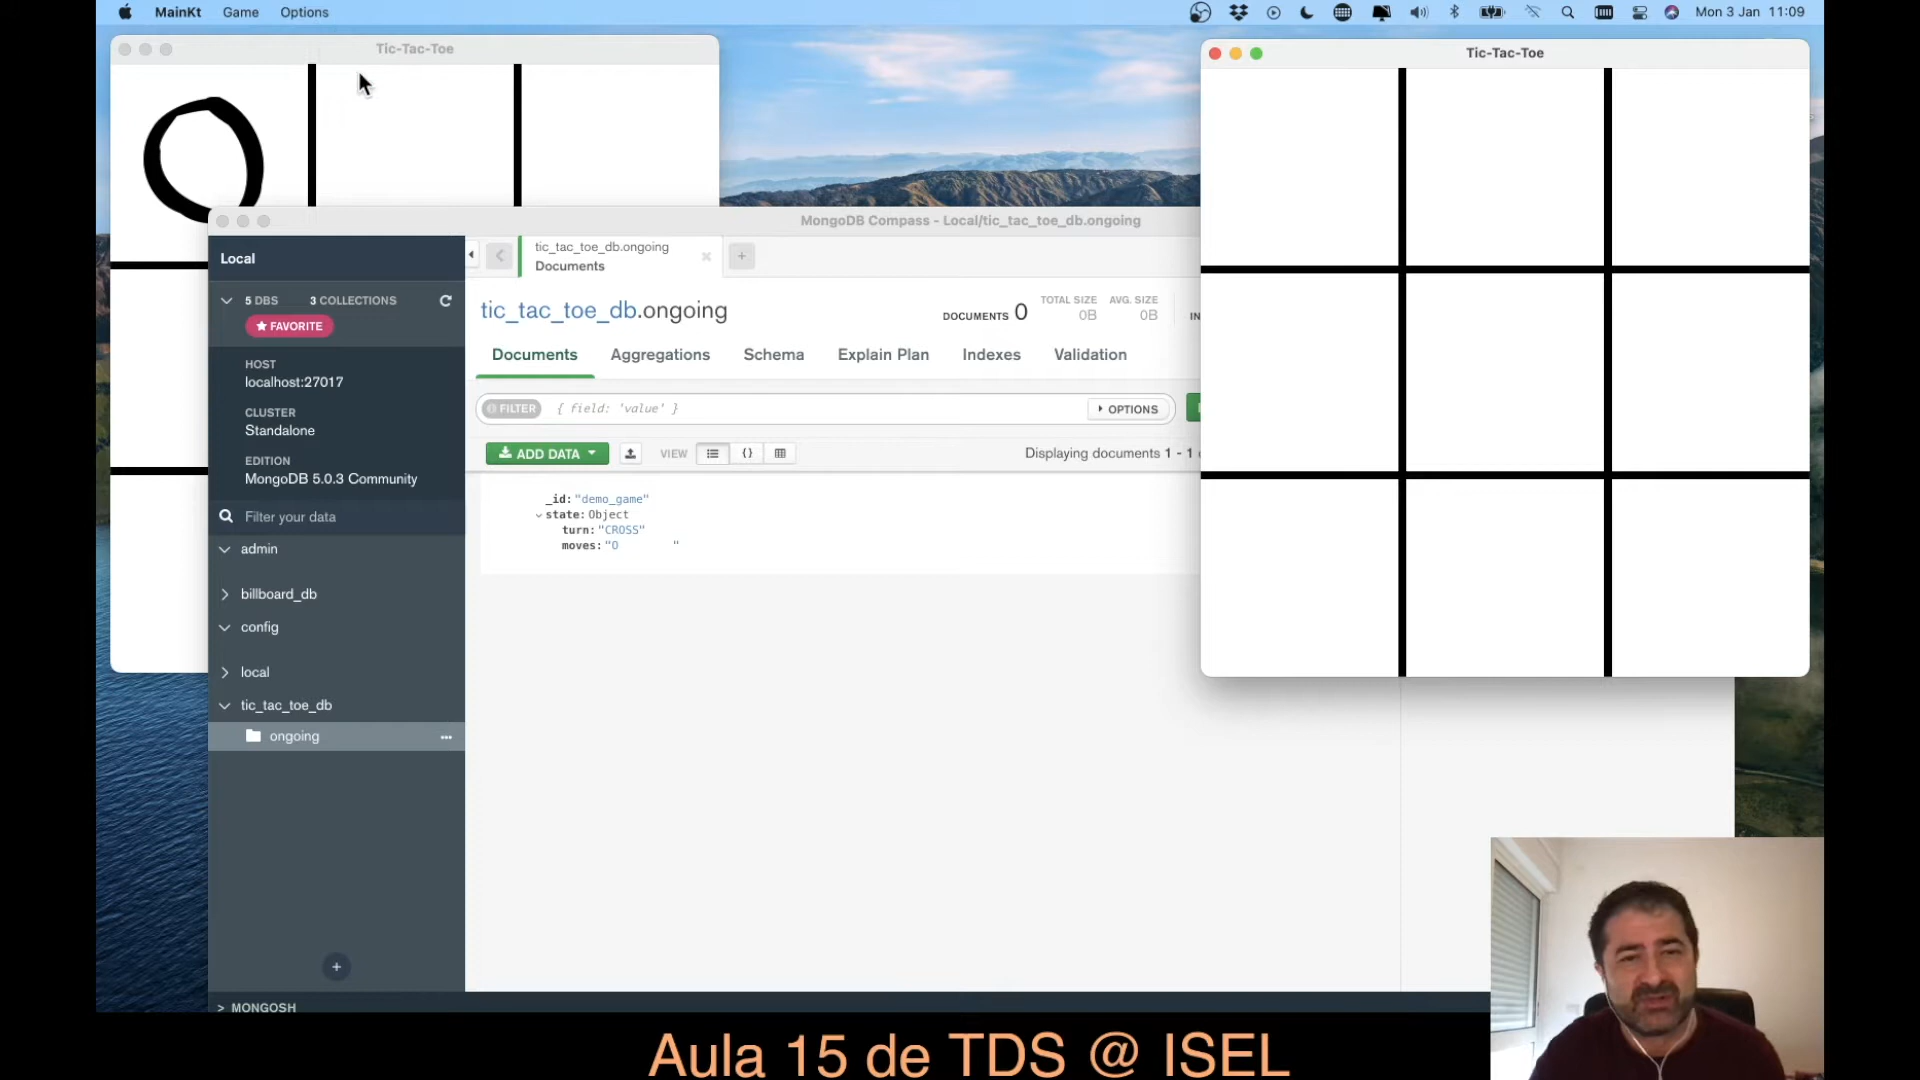 MainKt Game Options Mon 3 Jan 11:09
Tic-Tac-Toe
Tic-Tac-Toe
MongoDB Compass - Local/tic_tac_toe_db.ongoing
Local
5 DBS 3 COLLECTIONS
FAVORITE
HOST
localhost:27017
CLUSTER
Standalone
EDITION
MongoDB 5.0.3 Community
Filter your data
admin
billboard_db
config
local
tic_tac_toe_db
ongoing
tic_tac_toe_db.ongoing
Documents
tic_tac_toe_db.ongoing
DOCUMENTS 0
TOTAL SIZE AVG. SIZE
0B 0B
IN
Documents Aggregations Schema Explain Plan Indexes Validation
FILTER { field: 'value' } OPTIONS
ADD DATA VIEW {} Displaying documents 1 - 1
_id: "demo_game"
state: Object
turn: "CROSS"
moves: "O        "
> MONGOSH
Aula 15 de TDS @ ISEL